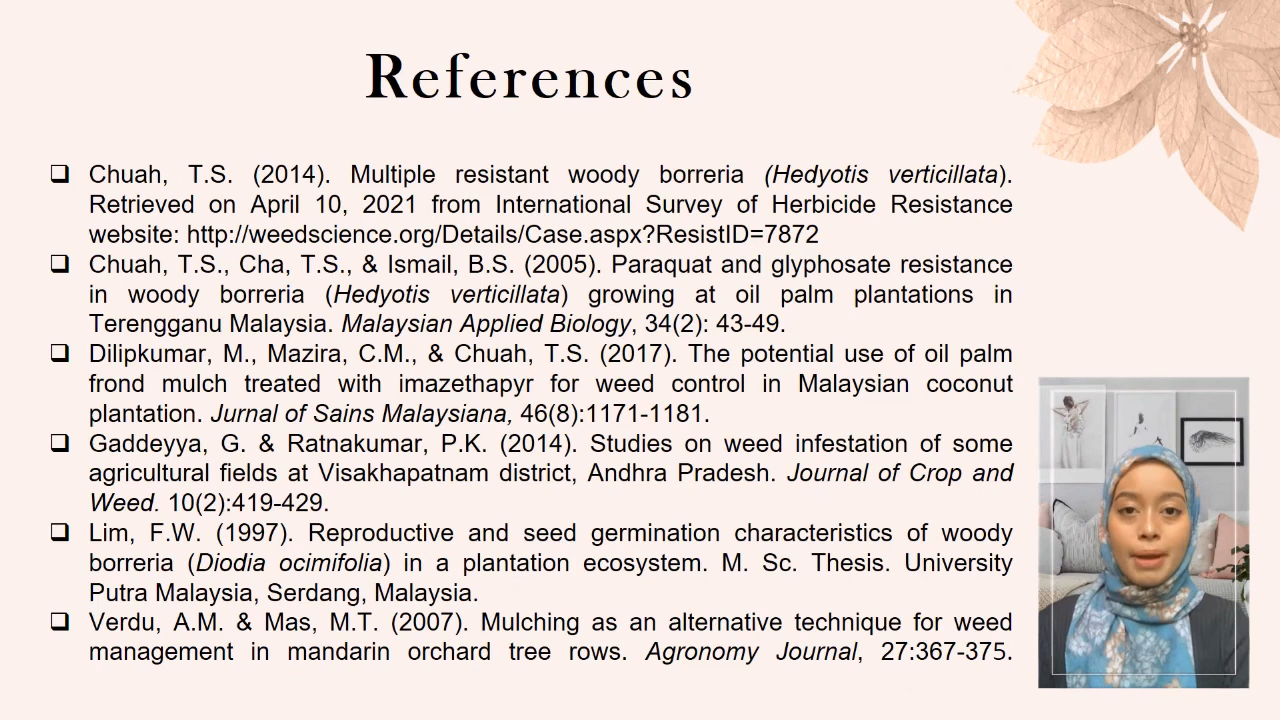 References
❑ Chuah, T.S. (2014). Multiple resistant woody borreria (Hedyotis verticillata).
Retrieved on April 10, 2021 from International Survey of Herbicide Resistance
website: http://weedscience.org/Details/Case.aspx?ResistID=7872
❑ Chuah, T.S., Cha, T.S., & Ismail, B.S. (2005). Paraquat and glyphosate resistance
in woody borreria (Hedyotis verticillata) growing at oil palm plantations in
Terengganu Malaysia. Malaysian Applied Biology, 34(2): 43-49.
❑ Dilipkumar, M., Mazira, C.M., & Chuah, T.S. (2017). The potential use of oil palm
frond mulch treated with imazethapyr for weed control in Malaysian coconut
plantation. Jurnal of Sains Malaysiana, 46(8):1171-1181.
❑ Gaddeyya, G. & Ratnakumar, P.K. (2014). Studies on weed infestation of some
agricultural fields at Visakhapatnam district, Andhra Pradesh. Journal of Crop and
Weed. 10(2):419-429.
❑ Lim, F.W. (1997). Reproductive and seed germination characteristics of woody
borreria (Diodia ocimifolia) in a plantation ecosystem. M. Sc. Thesis. University
Putra Malaysia, Serdang, Malaysia.
❑ Verdu, A.M. & Mas, M.T. (2007). Mulching as an alternative technique for weed
management in mandarin orchard tree rows. Agronomy Journal, 27:367-375.